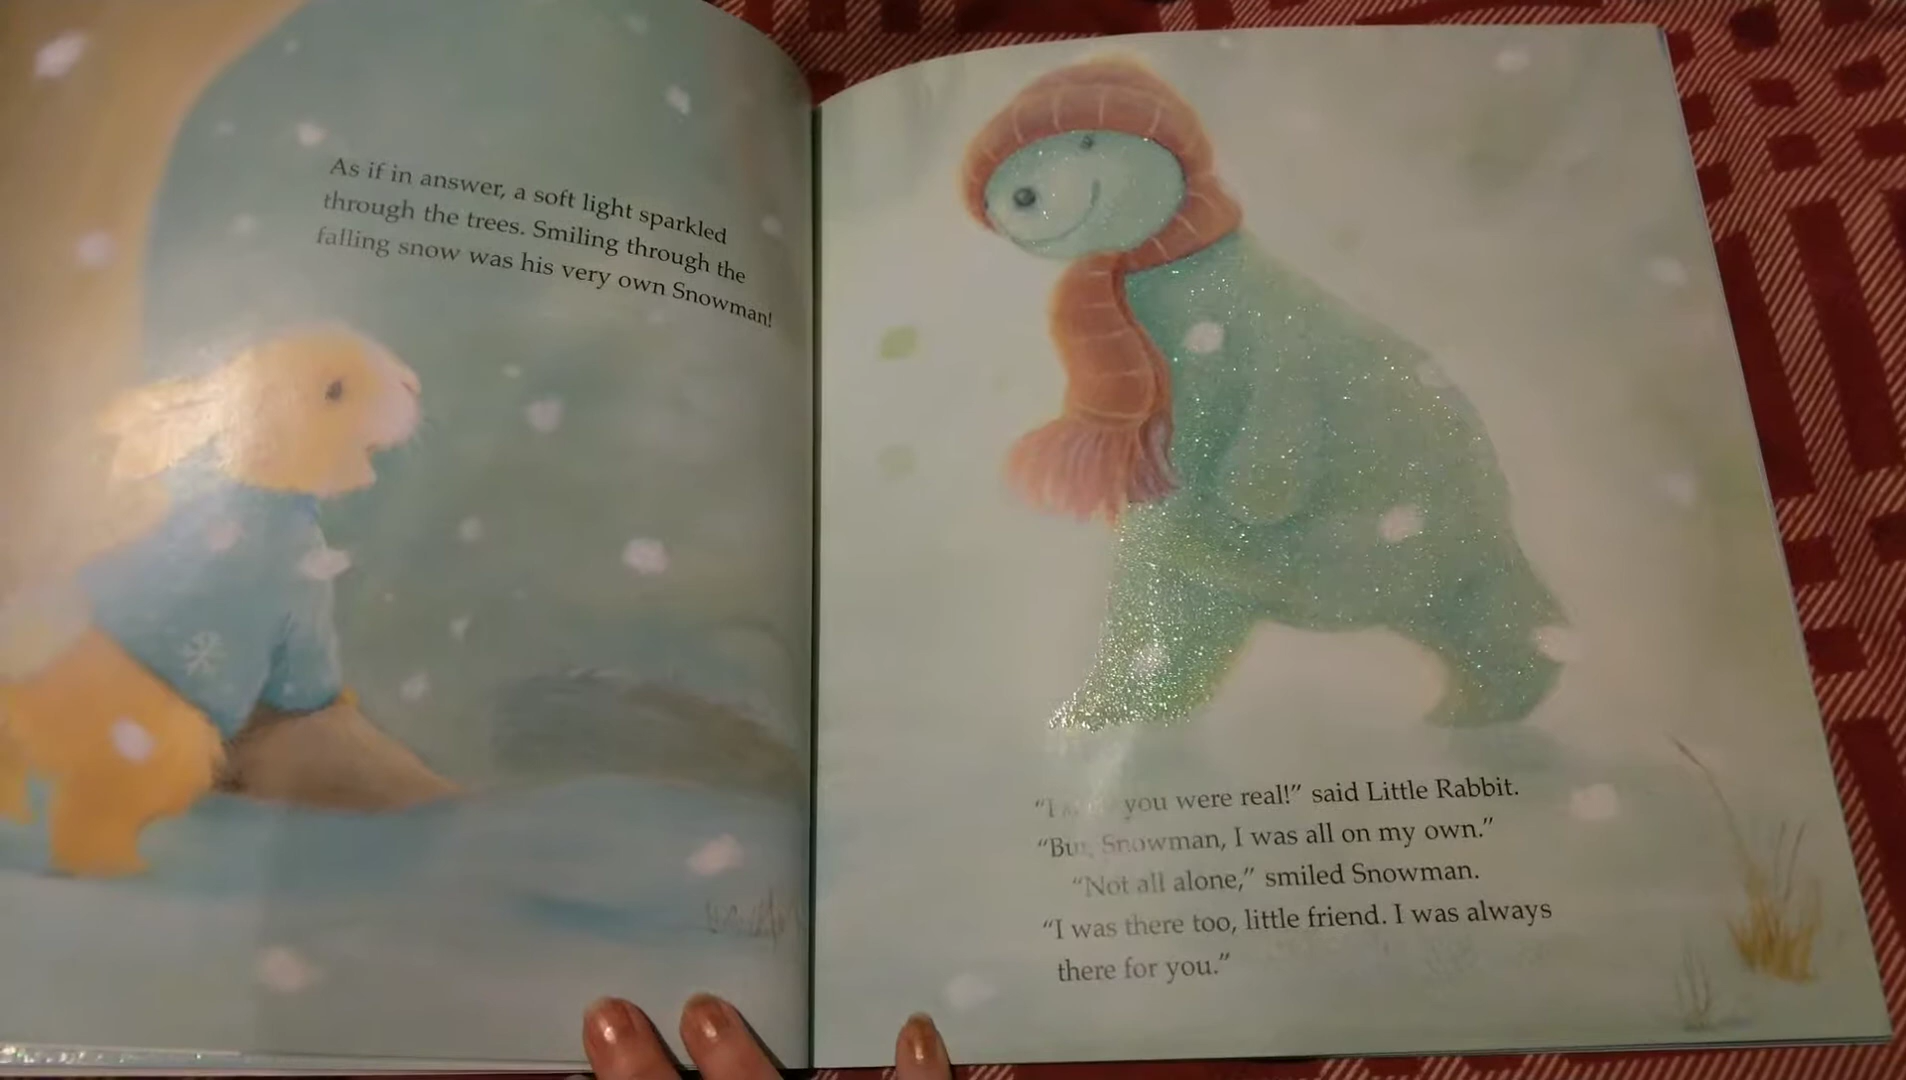 As if in answer, a soft light sparkled
through the trees. Smiling through the
falling snow was his very own Snowman!
“I you were real!” said Little Rabbit.
“But, Snowman, I was all on my own.”
“Not all alone,” smiled Snowman.
“I was there too, little friend. I was always
there for you.”